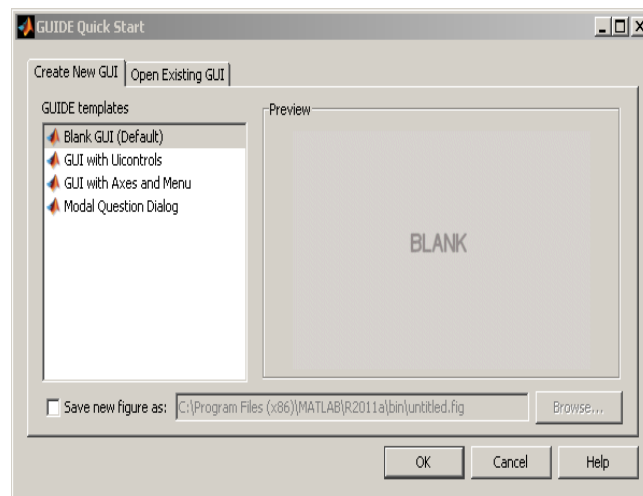 GUIDE Quick Start
Create New GUI
Open Existing GUI
GUIDE templates
Blank GUI (Default)
GUI with Uicontrols
GUI with Axes and Menu
Modal Question Dialog
Preview
BLANK
Save new figure as:
C:\Program Files (x86)\MATLAB\R2011a\bin\untitled.fig
Browse...
OK
Cancel
Help